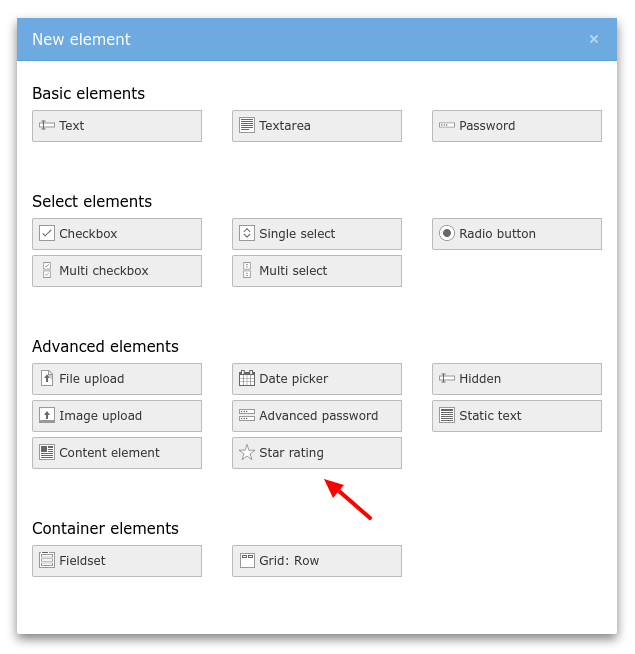 New element ×
Basic elements
Text Textarea Password
Select elements
Checkbox Single select Radio button
Multi checkbox Multi select
Advanced elements
File upload Date picker Hidden
Image upload Advanced password Static text
Content element Star rating
Container elements
Fieldset Grid: Row